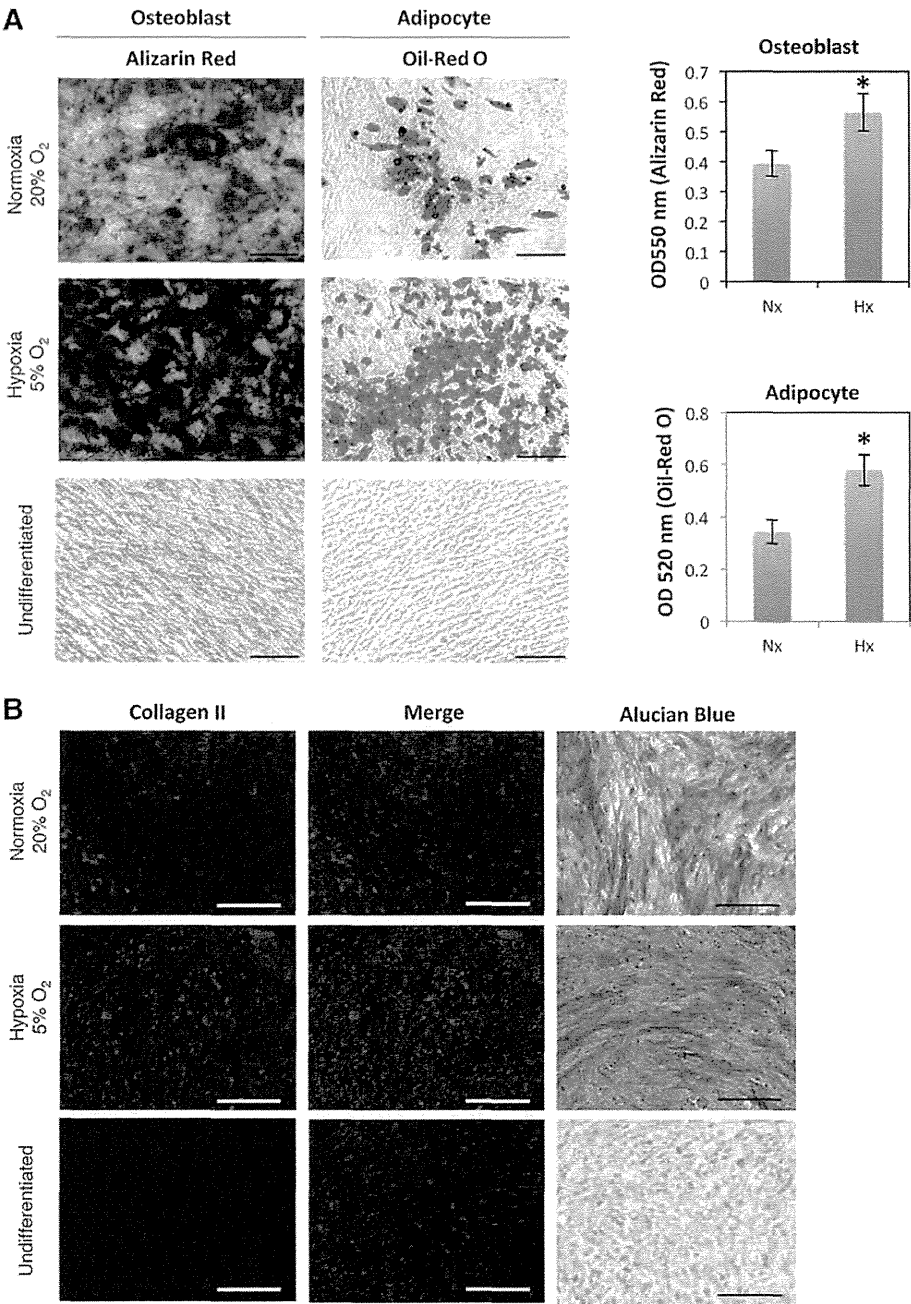 A
Osteoblast
Adipocyte
Alizarin Red
Oil-Red O
Normoxia
20% O2
Hypoxia
5% O2
Undifferentiated
Osteoblast
OD550 nm (Alizarin Red)
0.7
0.6
0.5
0.4
0.3
0.2
0.1
0
*
Nx
Hx
Adipocyte
OD 520 nm (Oil-Red O)
0.8
0.6
0.4
0.2
0
*
Nx
Hx
B
Collagen II
Merge
Alucian Blue
Normoxia
20% O2
Hypoxia
5% O2
Undifferentiated